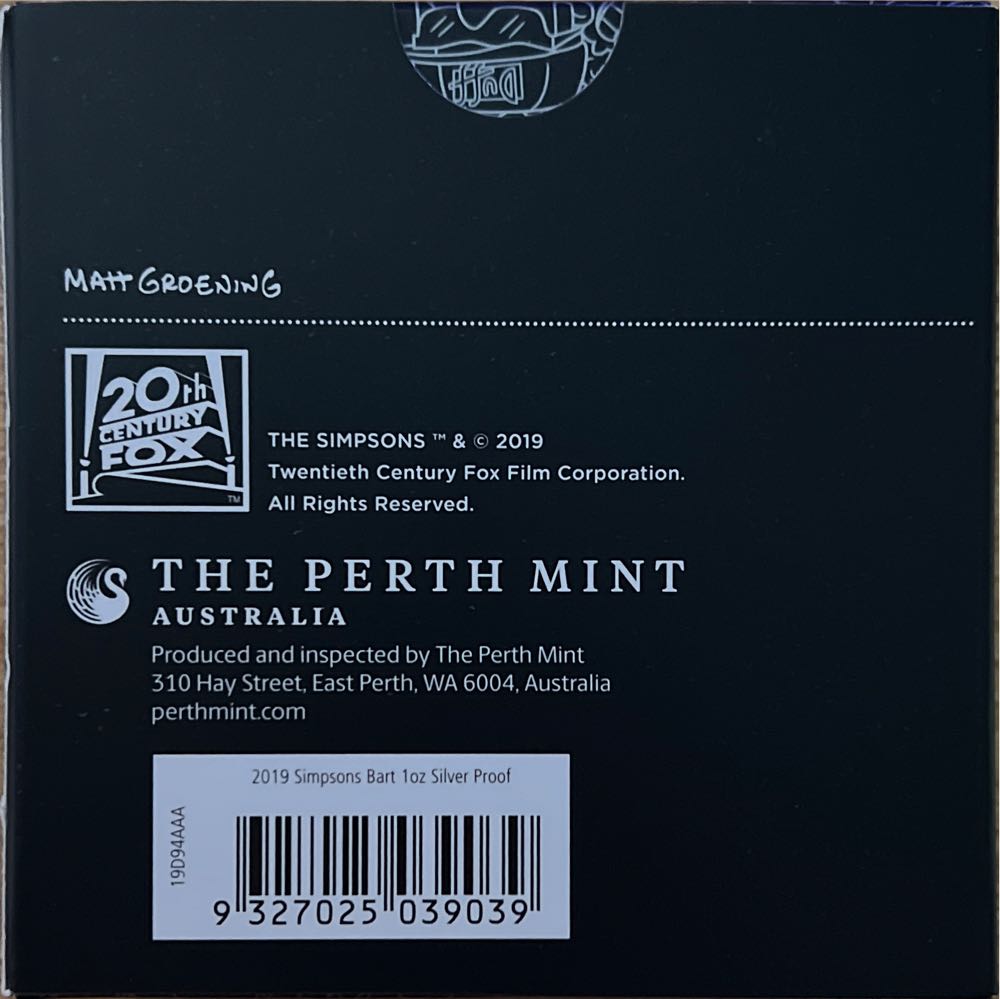 Duff
MATT GROENING
20th
CENTURY
FOX
TM
THE SIMPSONS ™ & © 2019
Twentieth Century Fox Film Corporation.
All Rights Reserved.
THE PERTH MINT
AUSTRALIA
Produced and inspected by The Perth Mint
310 Hay Street, East Perth, WA 6004, Australia
perthmint.com
2019 Simpsons Bart 1oz Silver Proof
19D94AAA
9 327025 039039